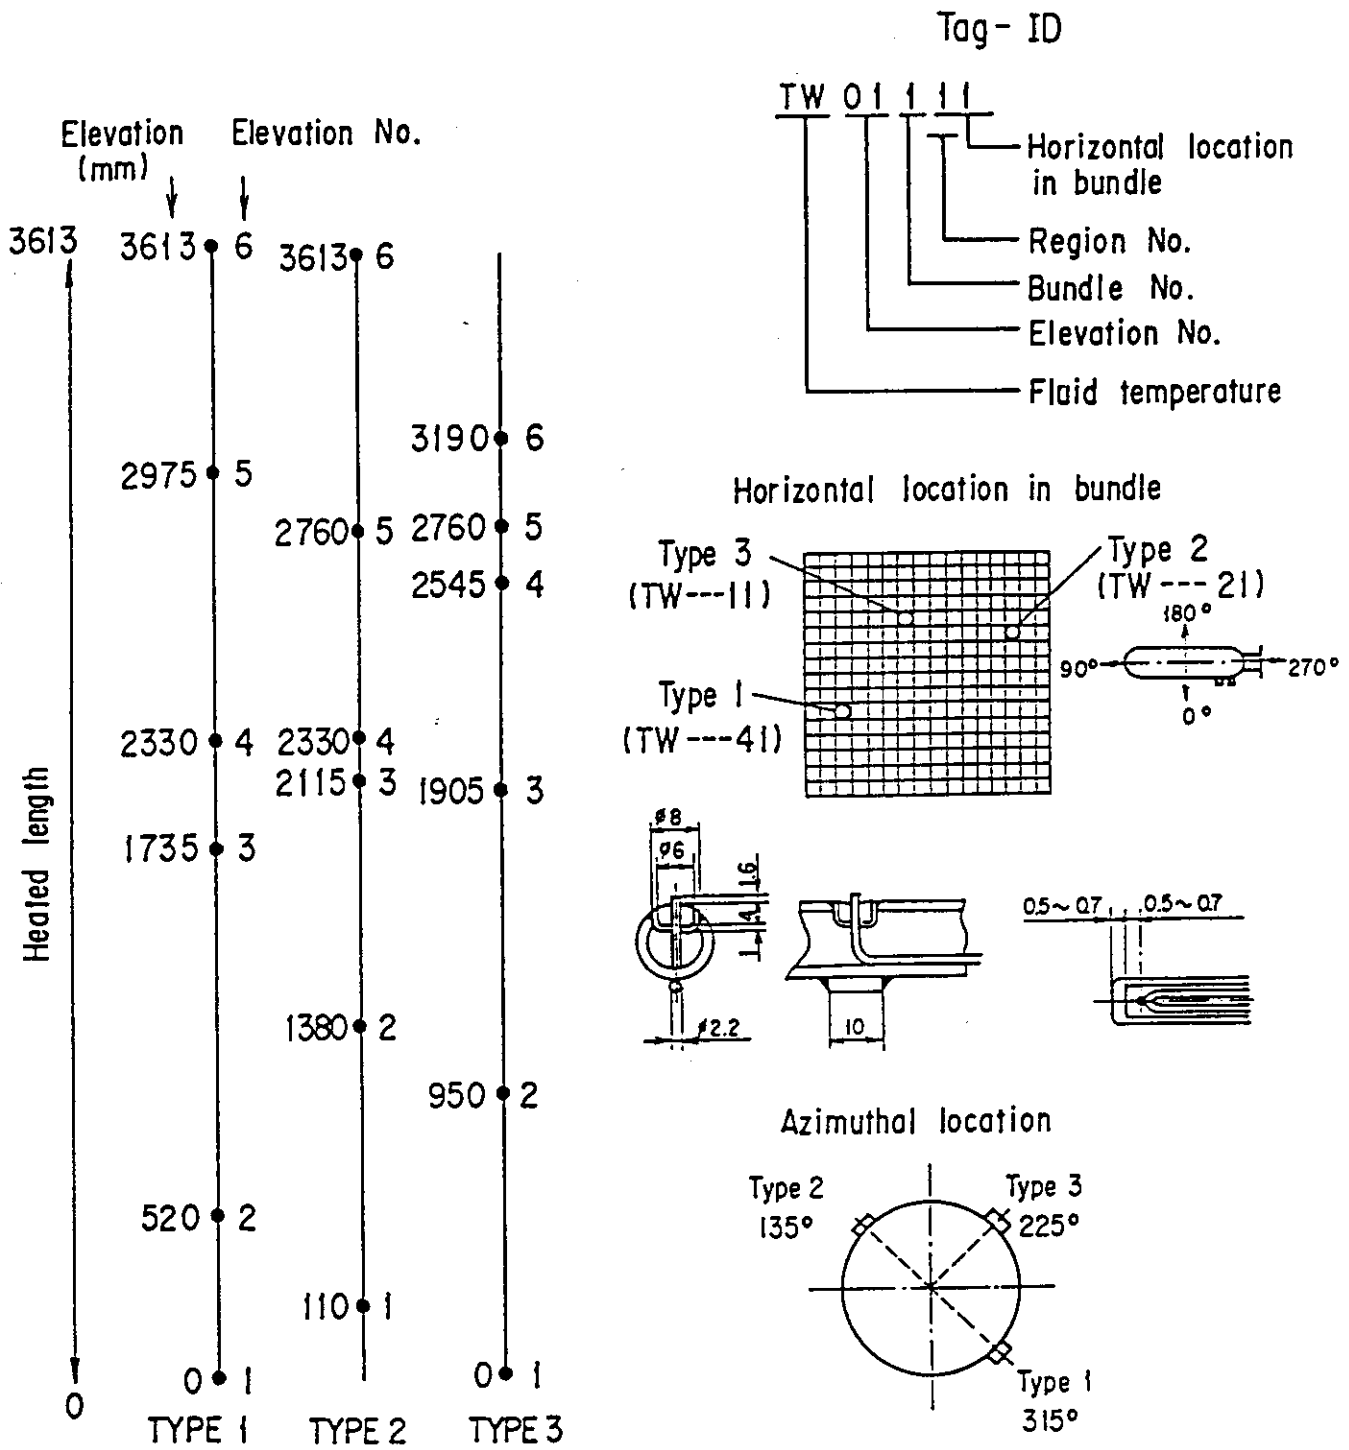 Tag- ID
TW 01 1 11
Horizontal location
in bundle
Region No.
Bundle No.
Elevation No.
Fluid temperature
Elevation
(mm)
Elevation No.
3613
Heated length
0
3613 6
2975 5
2330 4
1735 3
520 2
0 1
TYPE 1
3613 6
2760 5
2330 4
2115 3
1380 2
110 1
TYPE 2
3190 6
2760 5
2545 4
1905 3
950 2
0 1
TYPE 3
Horizontal location in bundle
Type 3
(TW---11)
Type 2
(TW---21)
Type 1
(TW---41)
180°
90°
270°
0°
ø8
ø6
1.6
4
1
ø2.2
10
0.5~0.7
0.5~0.7
Azimuthal location
Type 2
135°
Type 3
225°
Type 1
315°